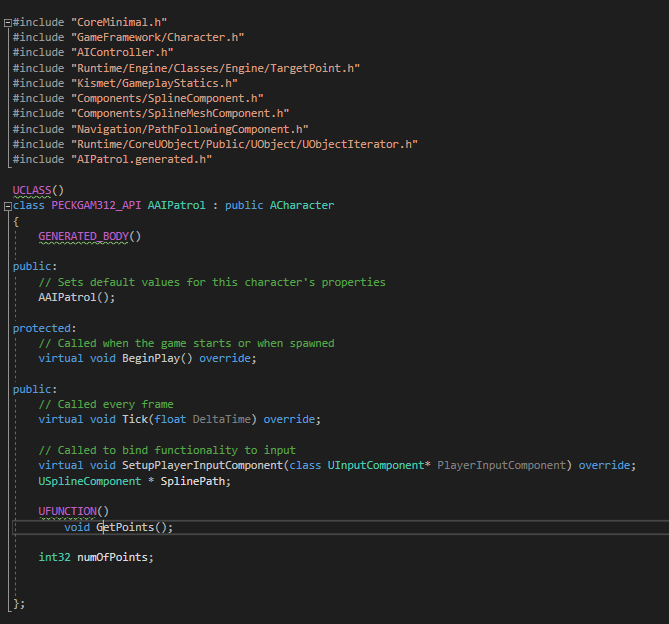 #include "CoreMinimal.h"
#include "GameFramework/Character.h"
#include "AIController.h"
#include "Runtime/Engine/Classes/Engine/TargetPoint.h"
#include "Kismet/GameplayStatics.h"
#include "Components/SplineComponent.h"
#include "Components/SplineMeshComponent.h"
#include "Navigation/PathFollowingComponent.h"
#include "Runtime/CoreUObject/Public/UObject/UObjectIterator.h"
#include "AIPatrol.generated.h"

UCLASS()
class PECKGAM312_API AAIPatrol : public ACharacter
{
    GENERATED_BODY()

public:
    // Sets default values for this character's properties
    AAIPatrol();

protected:
    // Called when the game starts or when spawned
    virtual void BeginPlay() override;

public:
    // Called every frame
    virtual void Tick(float DeltaTime) override;

    // Called to bind functionality to input
    virtual void SetupPlayerInputComponent(class UInputComponent* PlayerInputComponent) override;
    USplineComponent * SplinePath;

    UFUNCTION()
        void GetPoints();

    int32 numOfPoints;

};